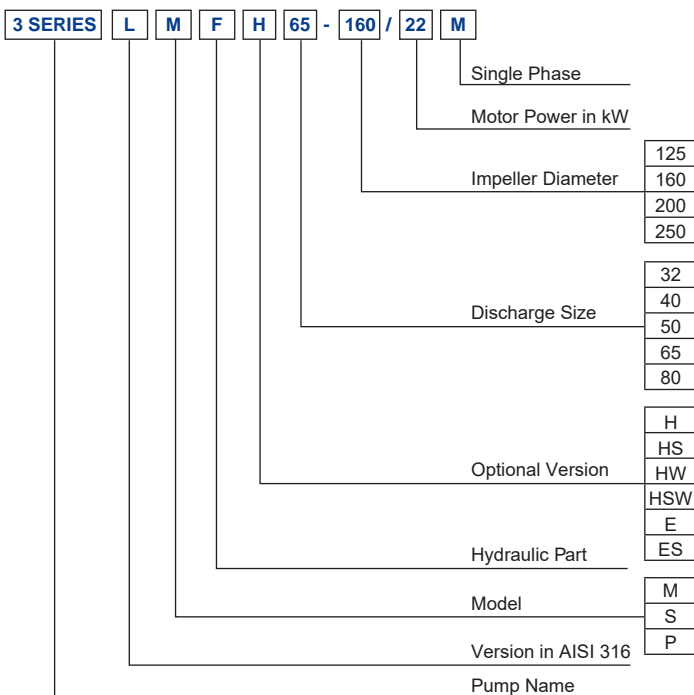 3 SERIES L M F H 65 - 160 / 22 M
Single Phase
Motor Power in kW
Impeller Diameter
125
160
200
250
Discharge Size
32
40
50
65
80
Optional Version
H
HS
HW
HSW
E
ES
Hydraulic Part
Model
M
S
P
Version in AISI 316
Pump Name